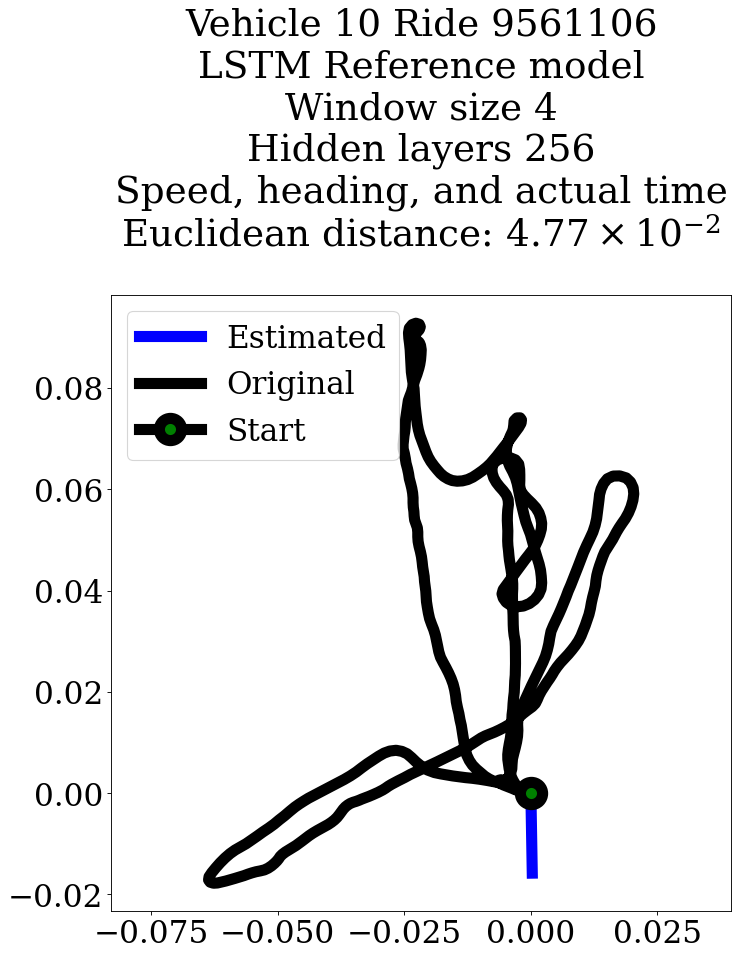 Vehicle 10 Ride 9561106
LSTM Reference model
Window size 4
Hidden layers 256
Speed, heading, and actual time
Euclidean distance: 4.77 × 10⁻²
Estimated
Original
Start
0.08
0.06
0.04
0.02
0.00
−0.02
−0.075 −0.050 −0.025 0.000 0.025